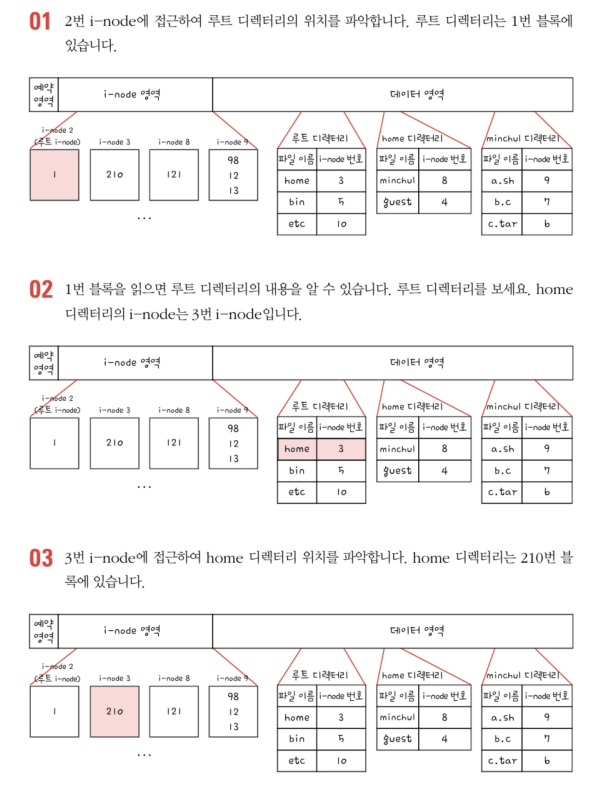 01 2번 i-node에 접근하여 루트 디렉터리의 위치를 파악합니다. 루트 디렉터리는 1번 블록에
있습니다.
예약 영역 i-node 영역 데이터 영역
i-node 2 (루트 i-node) i-node 3 i-node 8 i-node 9 루트 디렉터리 home 디렉터리 minchul 디렉터리
1 210 121 98 12 13
파일 이름 i-node 번호 파일 이름 i-node 번호 파일 이름 i-node 번호
home 3 minchul 8 a.sh 9
bin 5 guest 4 b.c 7
etc 10 c.tar 6
...
02 1번 블록을 읽으면 루트 디렉터리의 내용을 알 수 있습니다. 루트 디렉터리를 보세요. home
디렉터리의 i-node는 3번 i-node입니다.
예약 영역 i-node 영역 데이터 영역
i-node 2 (루트 i-node) i-node 3 i-node 8 i-node 9 루트 디렉터리 home 디렉터리 minchul 디렉터리
1 210 121 98 12 13
파일 이름 i-node 번호 파일 이름 i-node 번호 파일 이름 i-node 번호
home 3 minchul 8 a.sh 9
bin 5 guest 4 b.c 7
etc 10 c.tar 6
...
03 3번 i-node에 접근하여 home 디렉터리 위치를 파악합니다. home 디렉터리는 210번 블
록에 있습니다.
예약 영역 i-node 영역 데이터 영역
i-node 2 (루트 i-node) i-node 3 i-node 8 i-node 9 루트 디렉터리 home 디렉터리 minchul 디렉터리
1 210 121 98 12 13
파일 이름 i-node 번호 파일 이름 i-node 번호 파일 이름 i-node 번호
home 3 minchul 8 a.sh 9
bin 5 guest 4 b.c 7
etc 10 c.tar 6
...